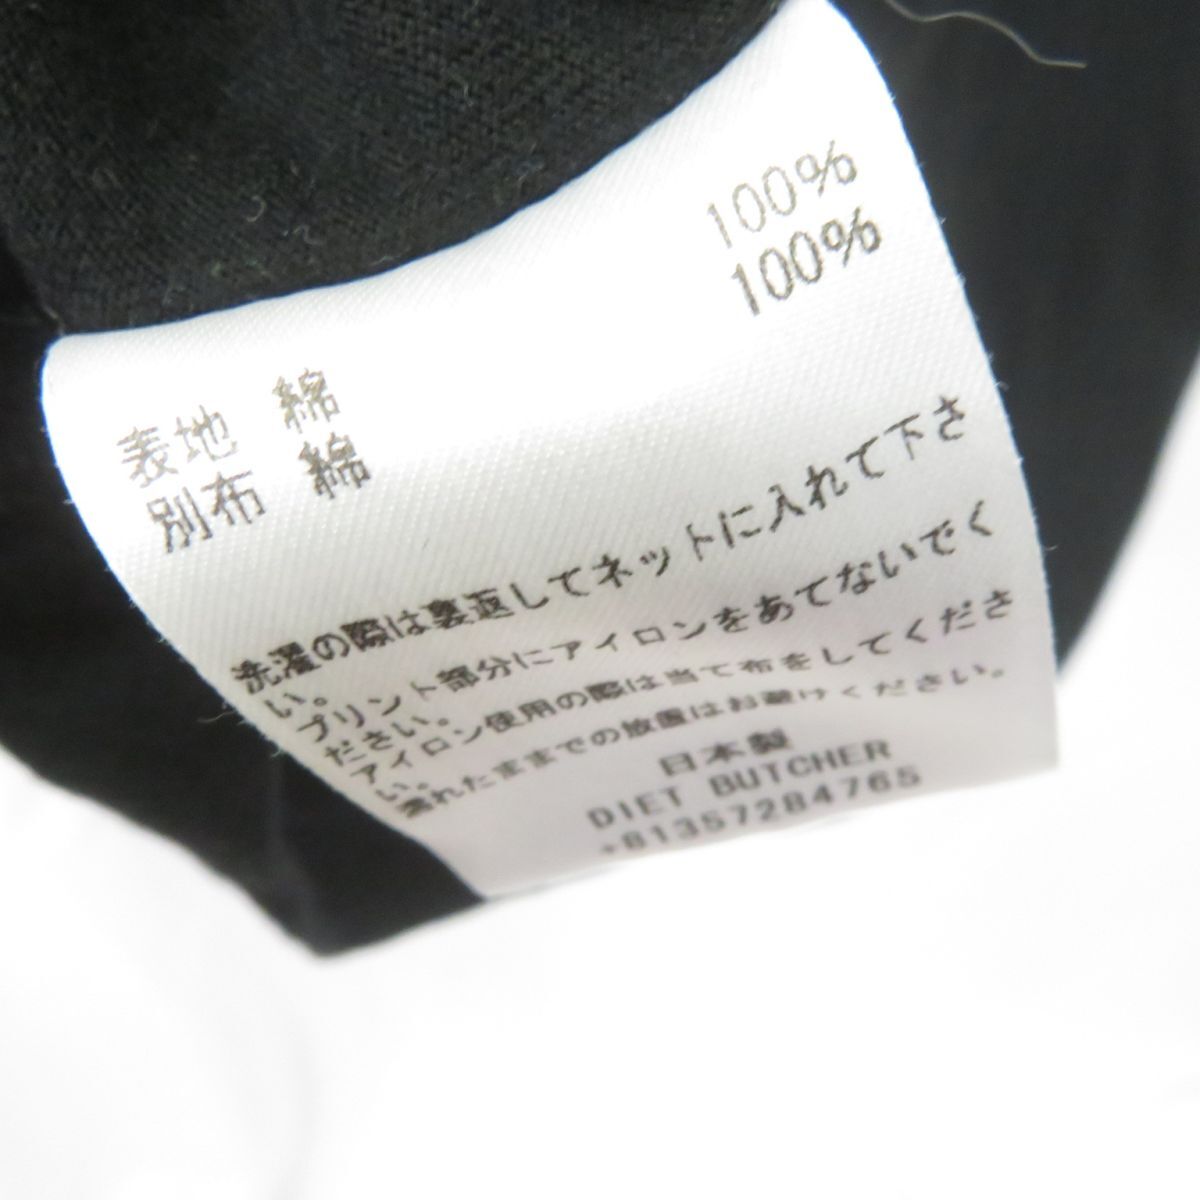 表地 綿 100%
別布 綿 100%
洗濯の際は裏返してネットに入れて下さ
い。
プリント部分にアイロンをあてないでく
ださい。
アイロン使用の際は当て布をしてくださ
い。
濡れたままでの放置はお避けください。
日本製
DIET BUTCHER
+81357284765